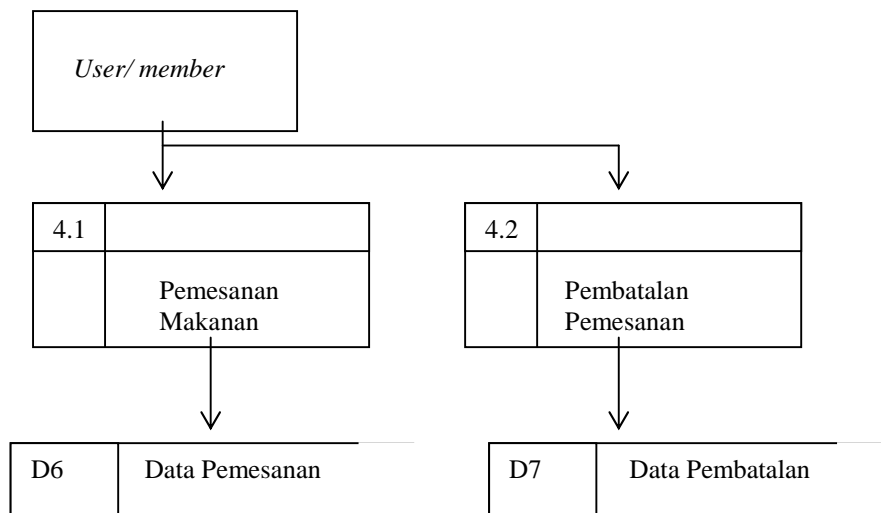 User/ member
4.1
Pemesanan
Makanan
4.2
Pembatalan
Pemesanan
D6
Data Pemesanan
D7
Data Pembatalan